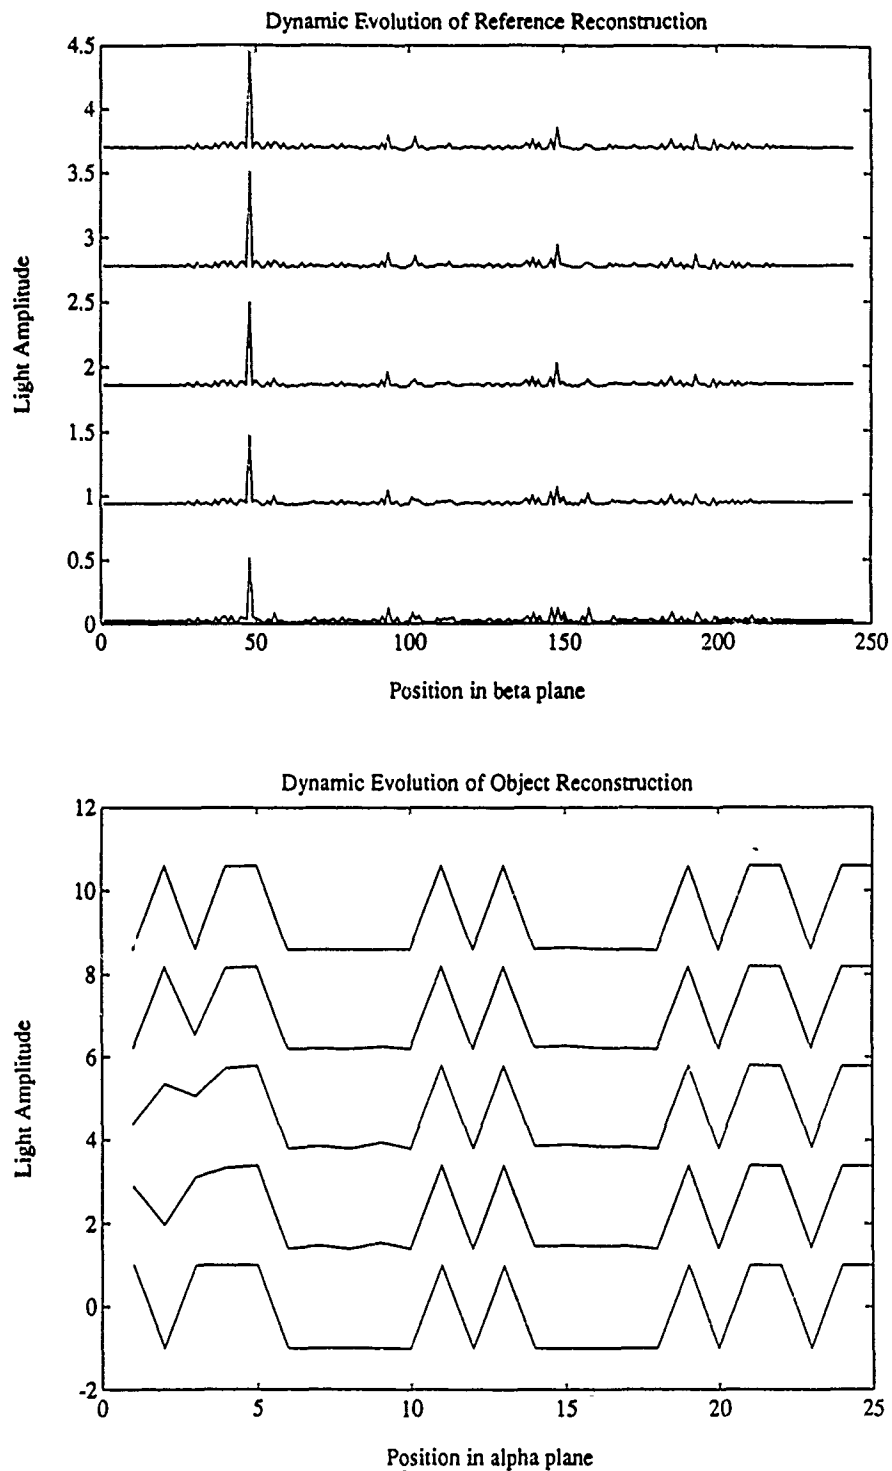 Dynamic Evolution of Reference Reconstruction
4.5
4
3.5
3
2.5
2
1.5
1
0.5
0
0 50 100 150 200 250
Light Amplitude
Position in beta plane
Dynamic Evolution of Object Reconstruction
12
10
8
6
4
2
0
-2
0 5 10 15 20 25
Light Amplitude
Position in alpha plane